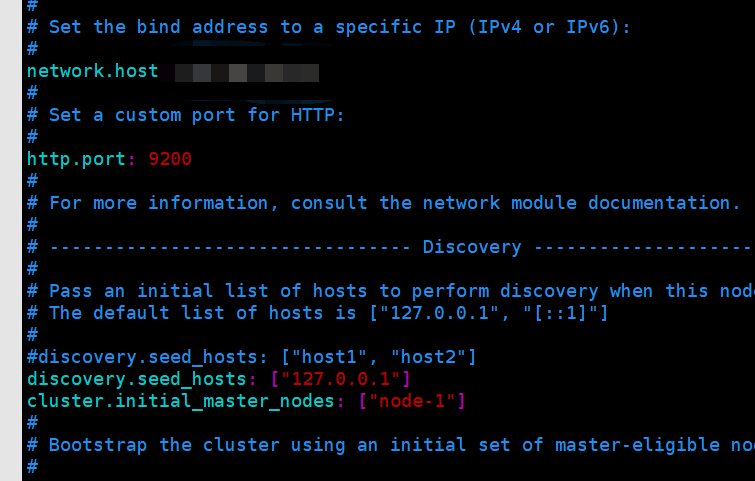 #
# Set the bind address to a specific IP (IPv4 or IPv6):
#
network.host
#
# Set a custom port for HTTP:
#
http.port: 9200
#
# For more information, consult the network module documentation.
#
# --------------------------------- Discovery --------------------
#
# Pass an initial list of hosts to perform discovery when this nod
# The default list of hosts is ["127.0.0.1", "[::1]"]
#
#discovery.seed_hosts: ["host1", "host2"]
discovery.seed_hosts: ["127.0.0.1"]
cluster.initial_master_nodes: ["node-1"]
#
# Bootstrap the cluster using an initial set of master-eligible no
#